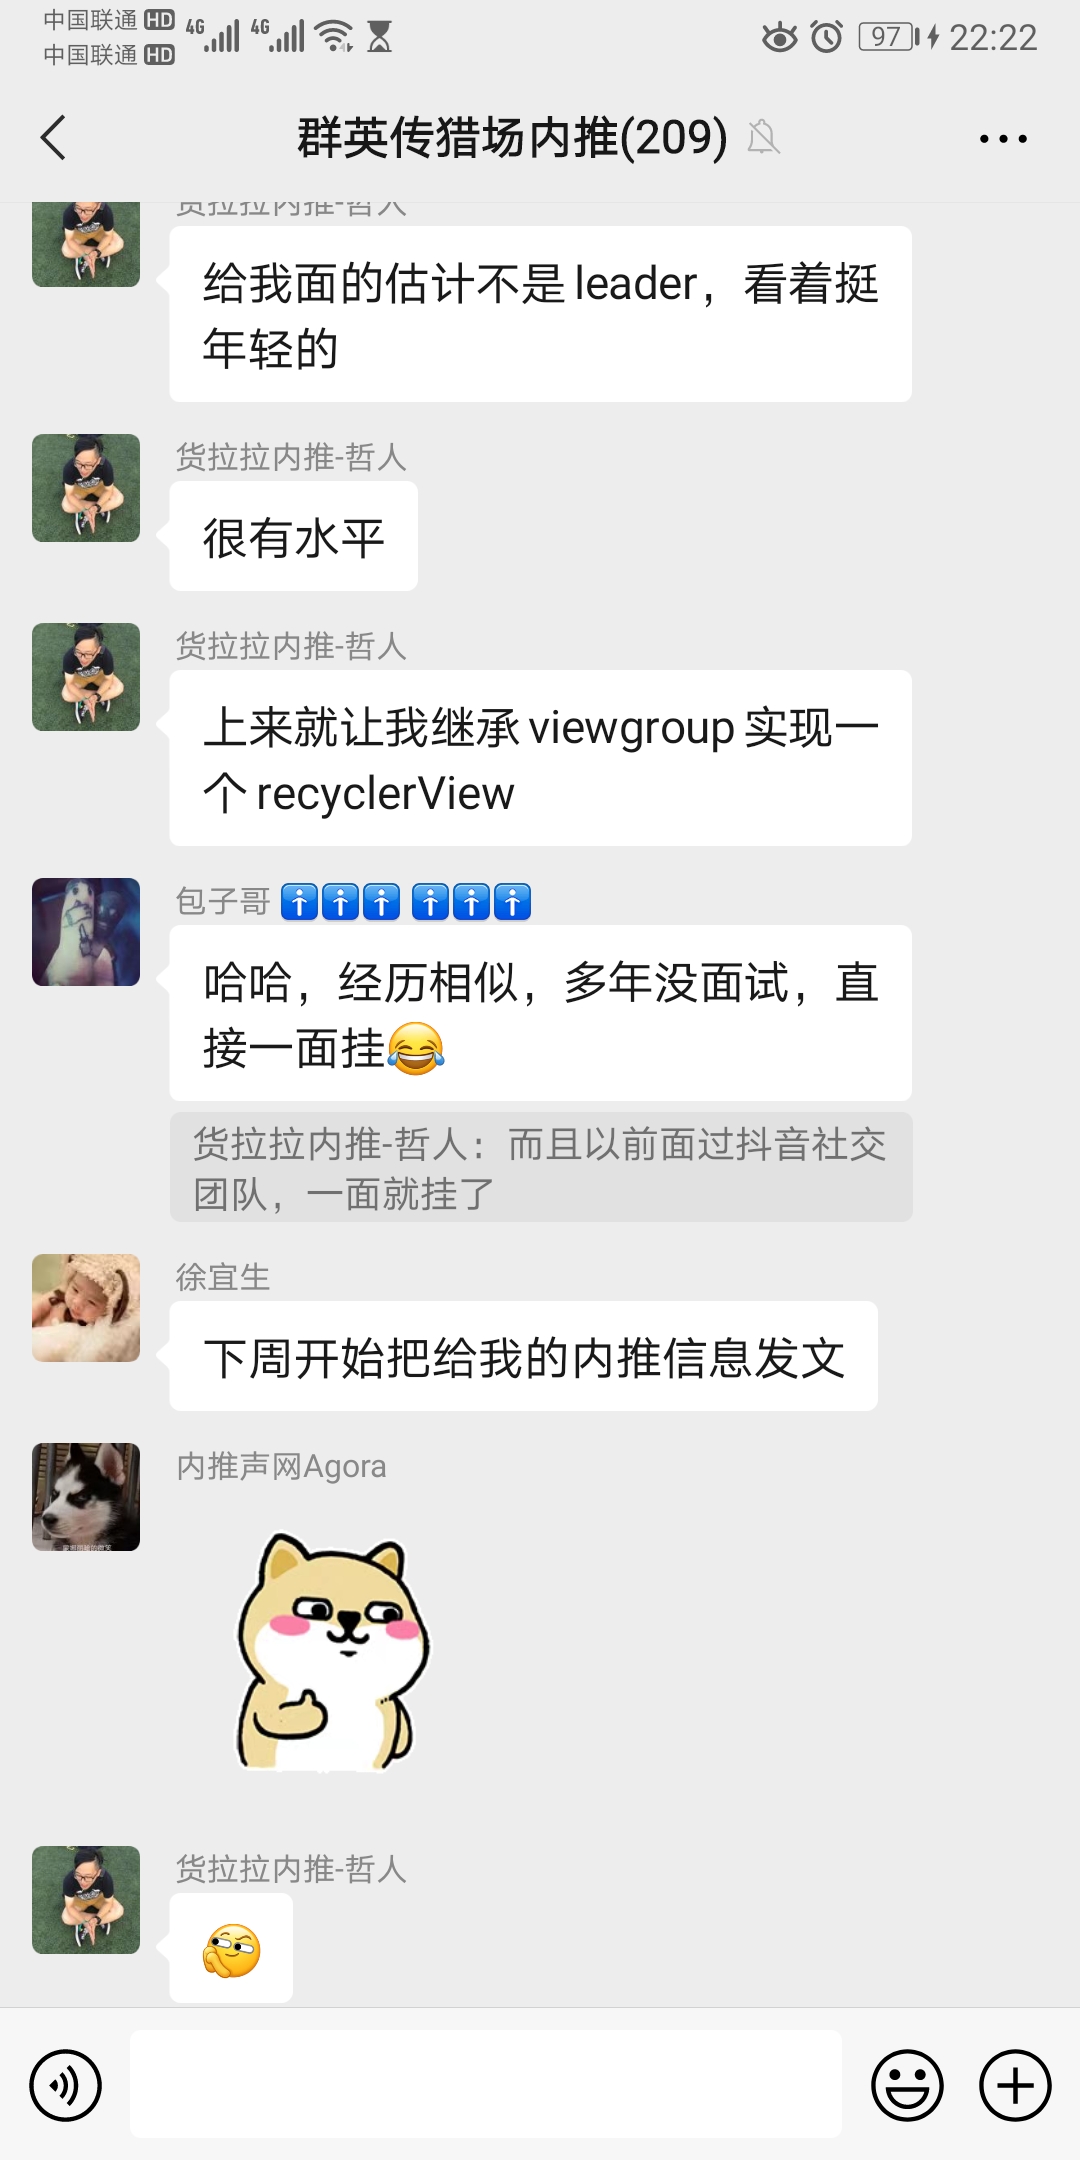 中国联通 HD 4G 4G 97 22:22
中国联通 HD
群英传猎场内推(209)
货拉拉内推-哲人
给我面的估计不是leader，看着挺
年轻的
货拉拉内推-哲人
很有水平
货拉拉内推-哲人
上来就让我继承viewgroup实现一
个recyclerView
包子哥
哈哈，经历相似，多年没面试，直
接一面挂😂
货拉拉内推-哲人：而且以前面过抖音社交
团队，一面就挂了
徐宜生
下周开始把给我的内推信息发文
内推声网Agora
货拉拉内推-哲人